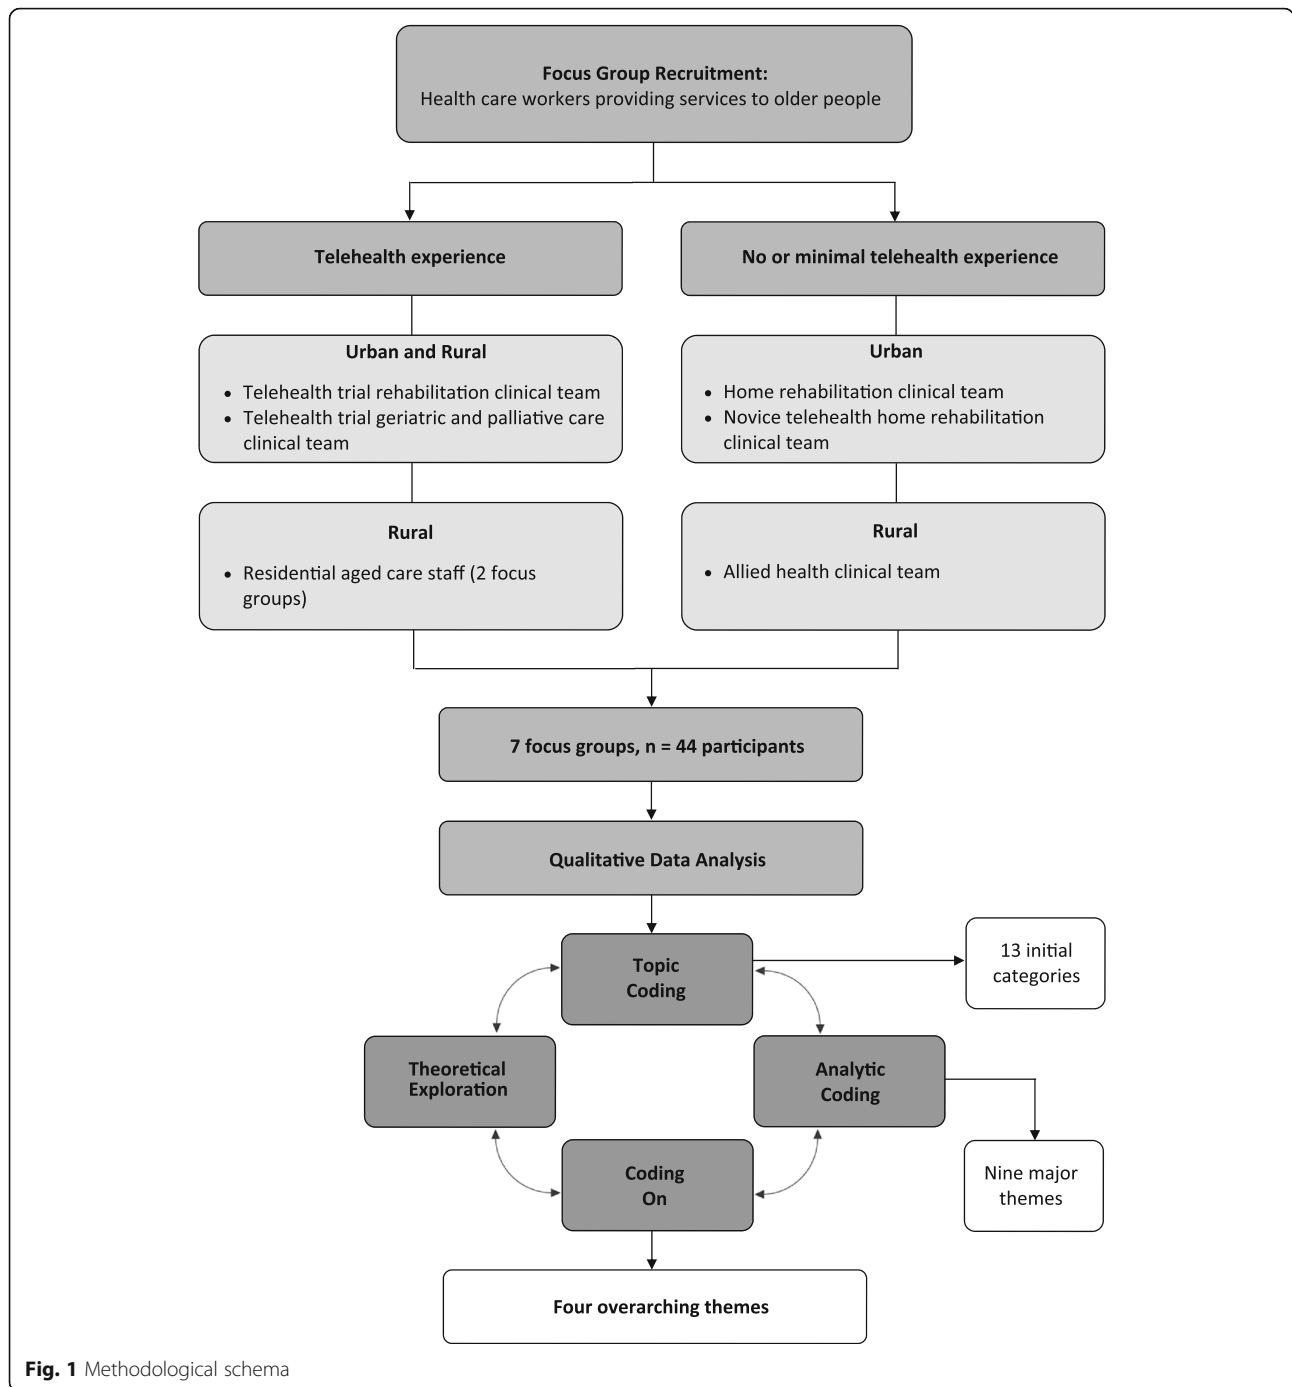 Focus Group Recruitment:
Health care workers providing services to older people
Telehealth experience
No or minimal telehealth experience
Urban and Rural
• Telehealth trial rehabilitation clinical team
• Telehealth trial geriatric and palliative care
clinical team
Urban
• Home rehabilitation clinical team
• Novice telehealth home rehabilitation
clinical team
Rural
• Residential aged care staff (2 focus
groups)
Rural
• Allied health clinical team
7 focus groups, n = 44 participants
Qualitative Data Analysis
Topic
Coding
13 initial
categories
Theoretical
Exploration
Analytic
Coding
Coding
On
Nine major
themes
Four overarching themes
Fig. 1 Methodological schema